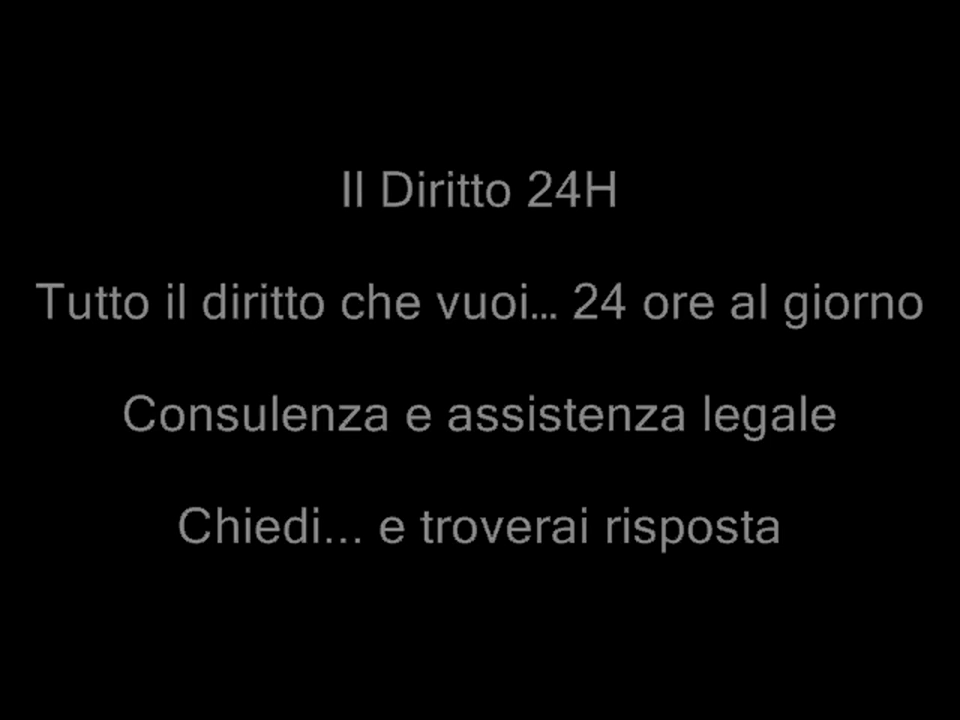 Il Diritto 24H
Tutto il diritto che vuoi… 24 ore al giorno
Consulenza e assistenza legale
Chiedi... e troverai risposta